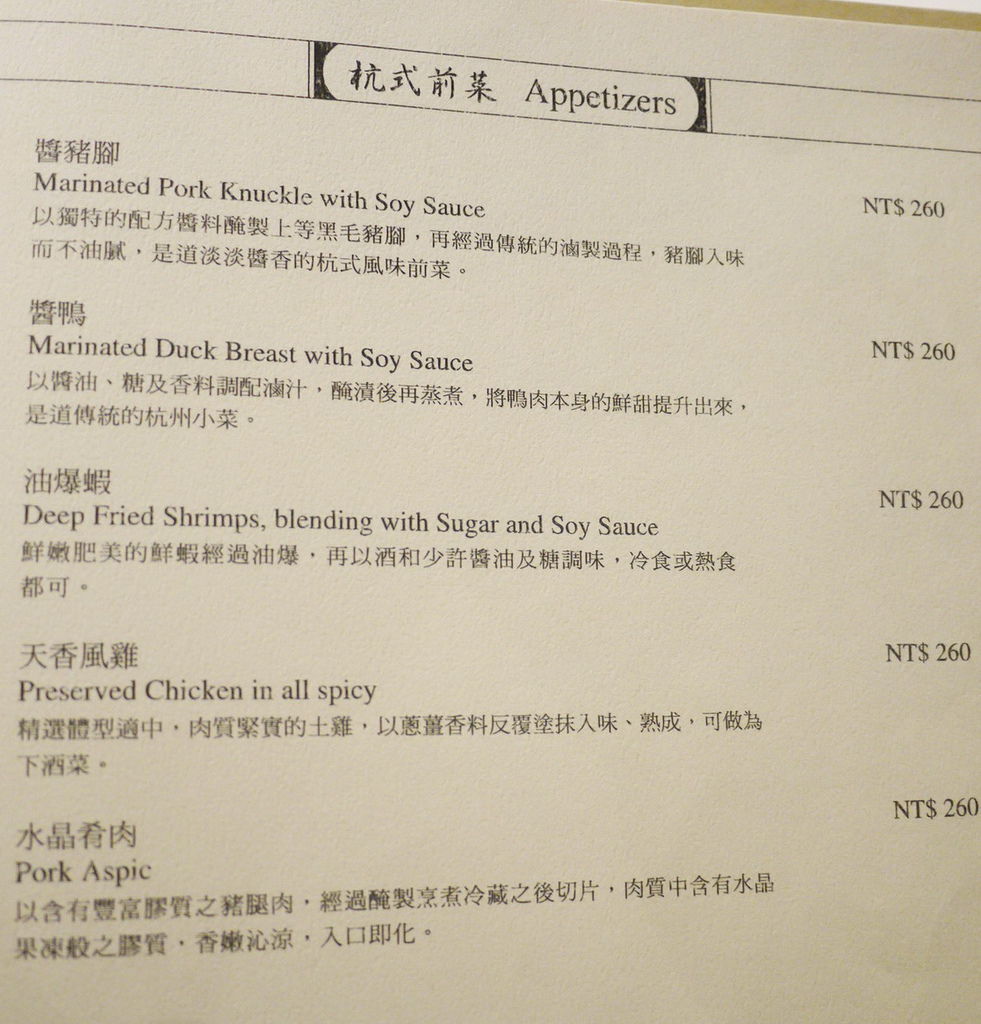 杭式前菜 Appetizers
醬豬腳
Marinated Pork Knuckle with Soy Sauce NT$ 260
以獨特的配方醬料醃製上等黑毛豬腳，再經過傳統的滷製過程，豬腳入味
而不油膩，是道淡淡醬香的杭式風味前菜。
醬鴨
Marinated Duck Breast with Soy Sauce NT$ 260
以醬油、糖及香料調配滷汁，醃漬後再蒸煮，將鴨肉本身的鮮甜提升出來，
是道傳統的杭州小菜。
油爆蝦
Deep Fried Shrimps, blending with Sugar and Soy Sauce NT$ 260
鮮嫩肥美的鮮蝦經過油爆，再以酒和少許醬油及糖調味，冷食或熱食
都可。
天香風雞
Preserved Chicken in all spicy NT$ 260
精選體型適中，肉質緊實的土雞，以蔥薑香料反覆塗抹入味、熟成，可做為
下酒菜。
水晶肴肉 NT$ 260
Pork Aspic
以含有豐富膠質之豬腿肉，經過醃製烹煮冷藏之後切片，肉質中含有水晶
果凍般之膠質，香嫩沁涼，入口即化。